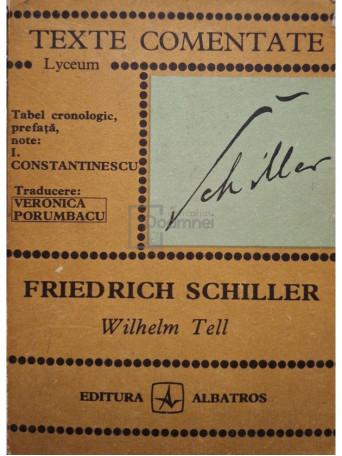 TEXTE COMENTATE
Lyceum
Tabel cronologic,
prefață,
note:
I.
CONSTANTINESCU
Traducere:
VERONICA
PORUMBACU
Schiller
FRIEDRICH SCHILLER
Wilhelm Tell
EDITURA ALBATROS